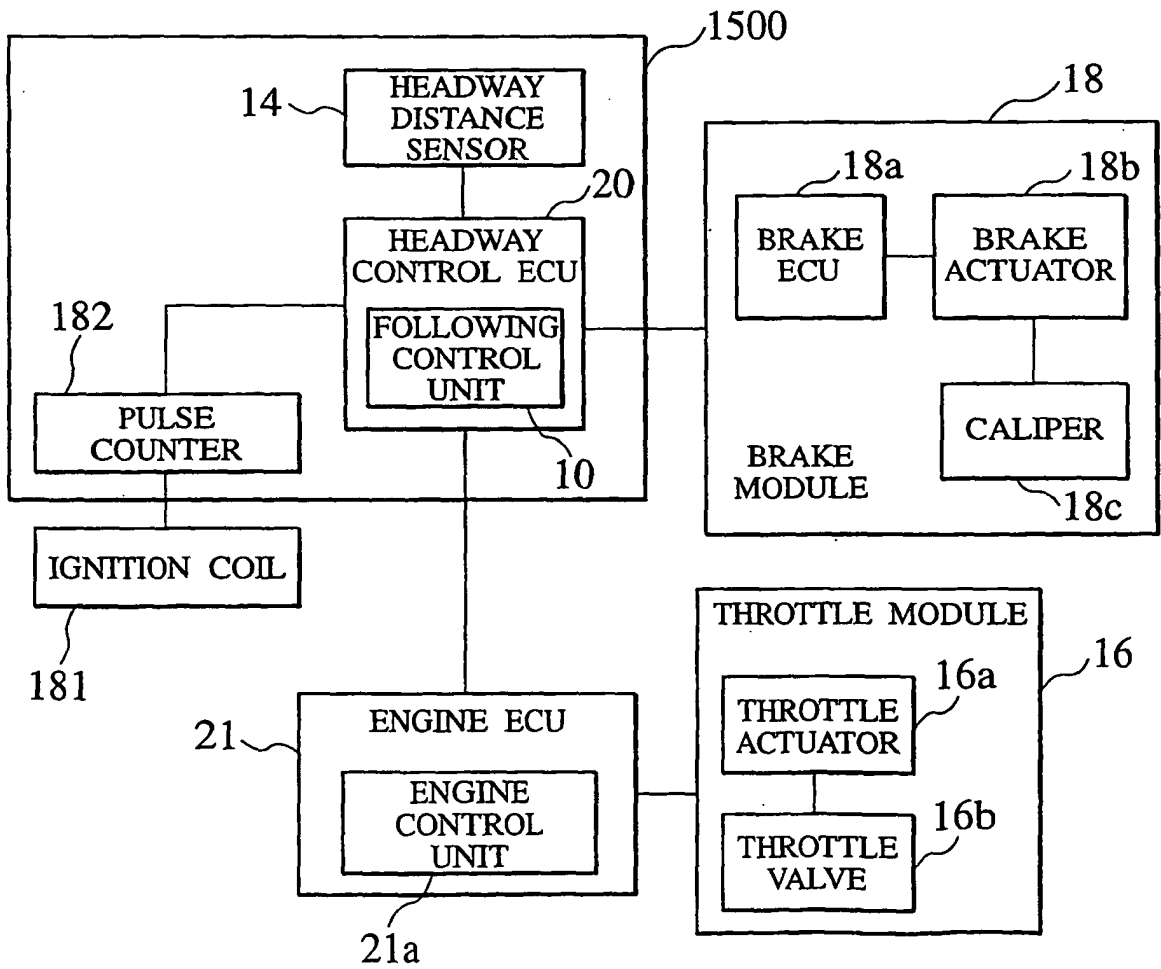 1500
HEADWAY
DISTANCE
SENSOR
14
18
20
HEADWAY
CONTROL ECU
FOLLOWING
CONTROL
UNIT
10
182
PULSE
COUNTER
IGNITION COIL
181
18a
BRAKE
ECU
18b
BRAKE
ACTUATOR
CALIPER
18c
BRAKE
MODULE
THROTTLE MODULE
16
16a
THROTTLE
ACTUATOR
16b
THROTTLE
VALVE
21
ENGINE ECU
ENGINE
CONTROL
UNIT
21a